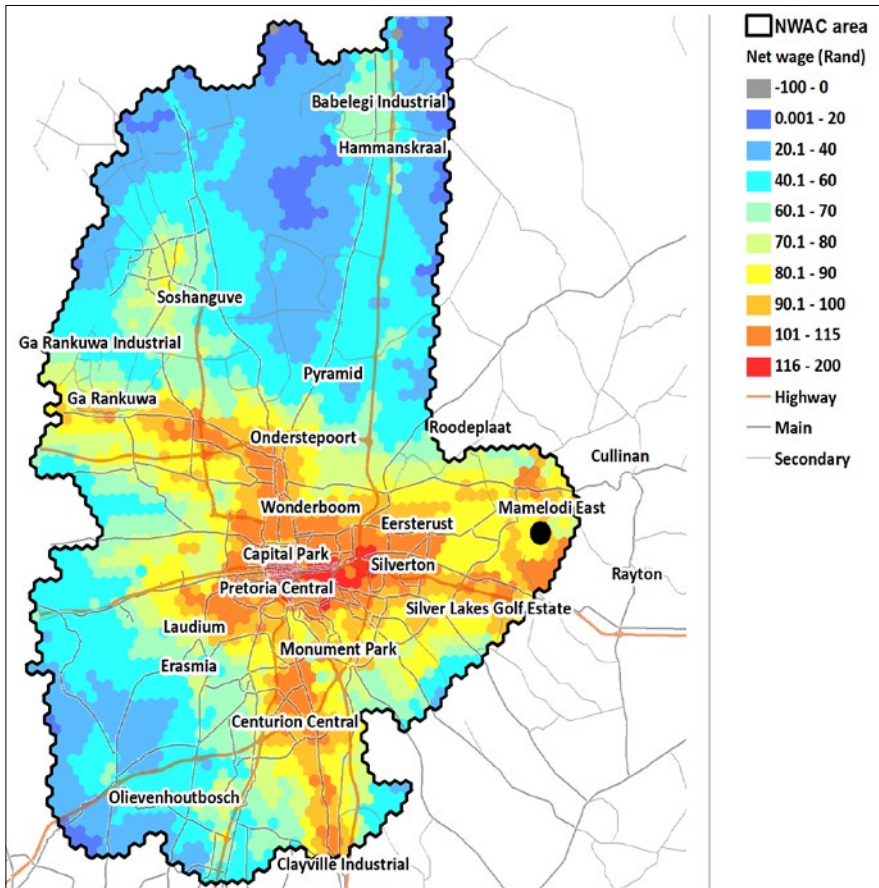 NWAC area
Net wage (Rand)
-100 - 0
0.001 - 20
20.1 - 40
40.1 - 60
60.1 - 70
70.1 - 80
80.1 - 90
90.1 - 100
101 - 115
116 - 200
Highway
Main
Secondary
Babelegi Industrial
Hammanskraal
Soshanguve
Ga Rankuwa Industrial
Pyramid
Ga Rankuwa
Roodeplaat
Onderstepoort
Cullinan
Wonderboom
Mamelodi East
Eersterust
Capital Park
Silverton
Rayton
Pretoria Central
Silver Lakes Golf Estate
Laudium
Monument Park
Erasmia
Centurion Central
Olievenhoutbosch
Clayville Industrial